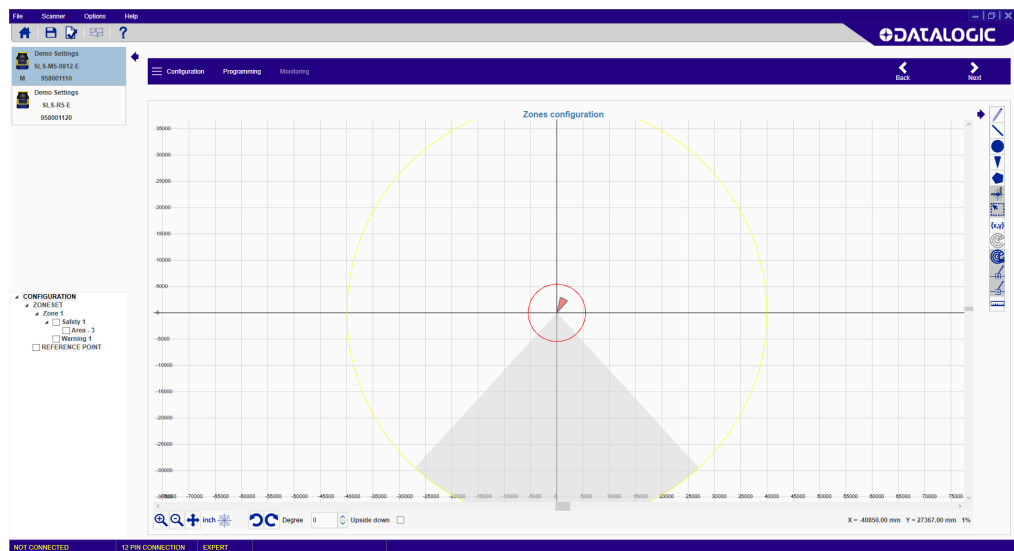 File Scanner Options Help
DATALOGIC
Demo Settings
SLS-M5-0812-E
M 958001110
Demo Settings
SLS-R5-E
958001120
Configuration Programming Monitoring
Back Next
Zones configuration
35000
30000
25000
20000
15000
10000
5000
0
-5000
-10000
-15000
-20000
-25000
-30000
-70000 -65000 -60000 -55000 -50000 -45000 -40000 -35000 -30000 -25000 -20000 -15000 -10000 -5000 0 5000 10000 15000 20000 25000 30000 35000 40000 45000 50000 55000 60000 65000 70000 75000
{x,y}
CONFIGURATION
ZONESET
Zone 1
Safety 1
Area - 3
Warning 1
REFERENCE POINT
inch Degree 0 Upside down X = -40850.00 mm Y = 27367.00 mm 1%
NOT CONNECTED 12 PIN CONNECTION EXPERT